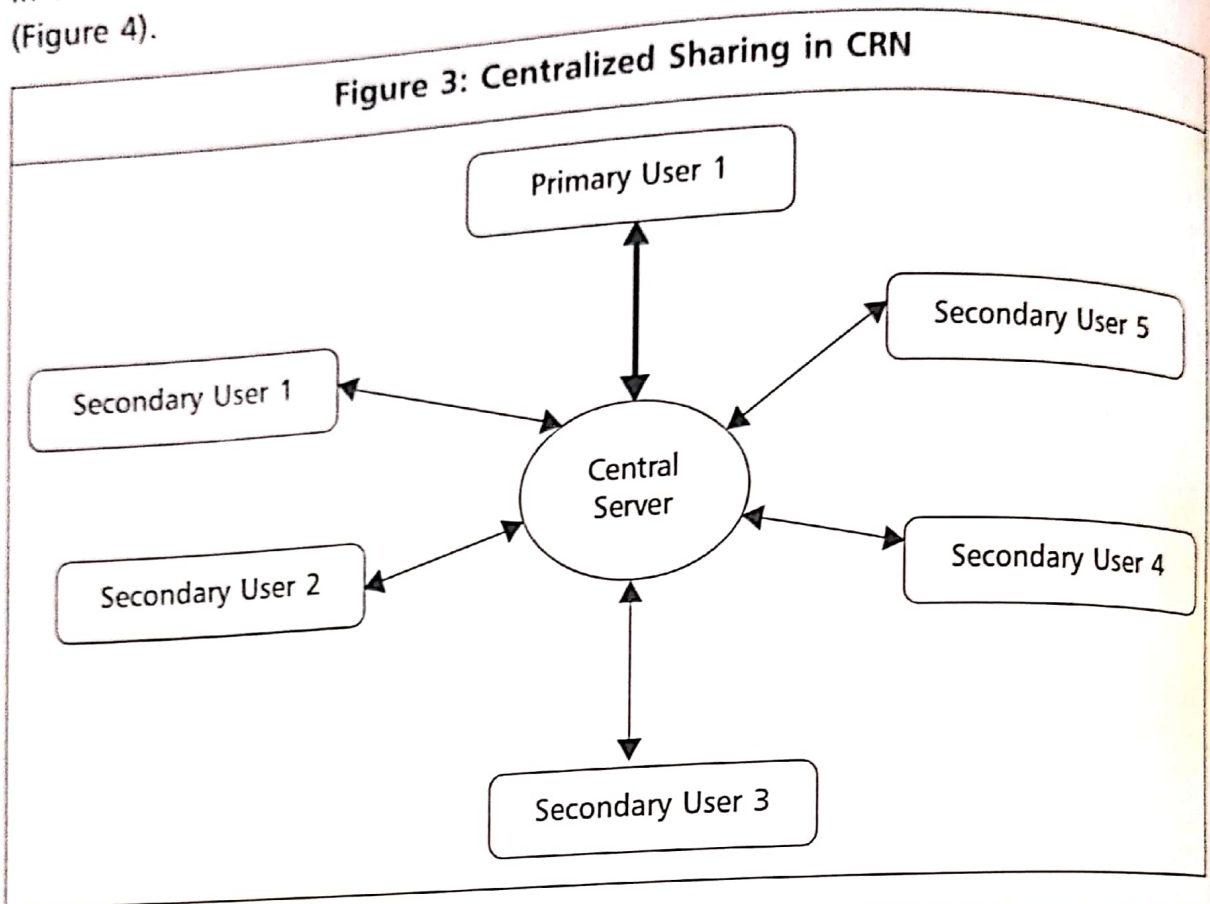 (Figure 4).
Figure 3: Centralized Sharing in CRN
Primary User 1
Secondary User 5
Secondary User 1
Central
Server
Secondary User 4
Secondary User 2
Secondary User 3